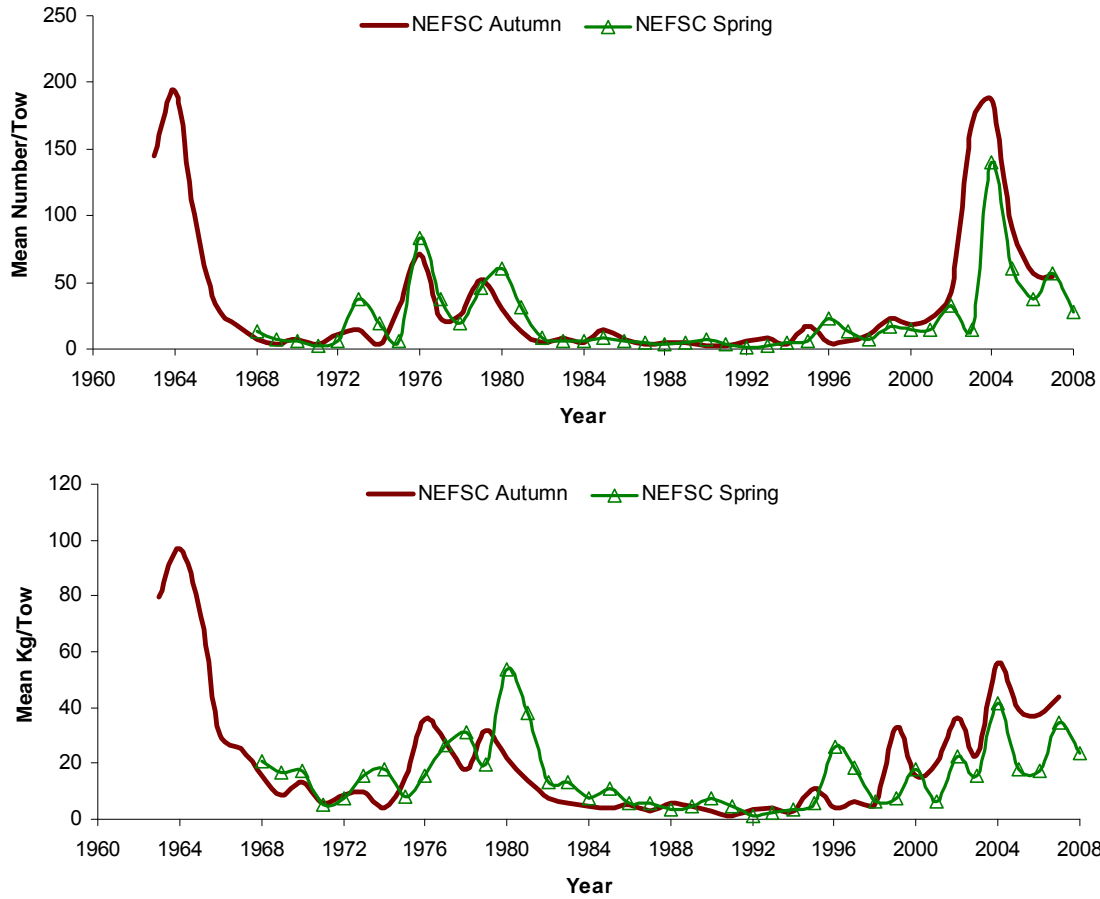 NEFSC Autumn NEFSC Spring
250
200
150
100
50
0
Mean Number/Tow
1960 1964 1968 1972 1976 1980 1984 1988 1992 1996 2000 2004 2008
Year
NEFSC Autumn NEFSC Spring
120
100
80
60
40
20
0
Mean Kg/Tow
1960 1964 1968 1972 1976 1980 1984 1988 1992 1996 2000 2004 2008
Year